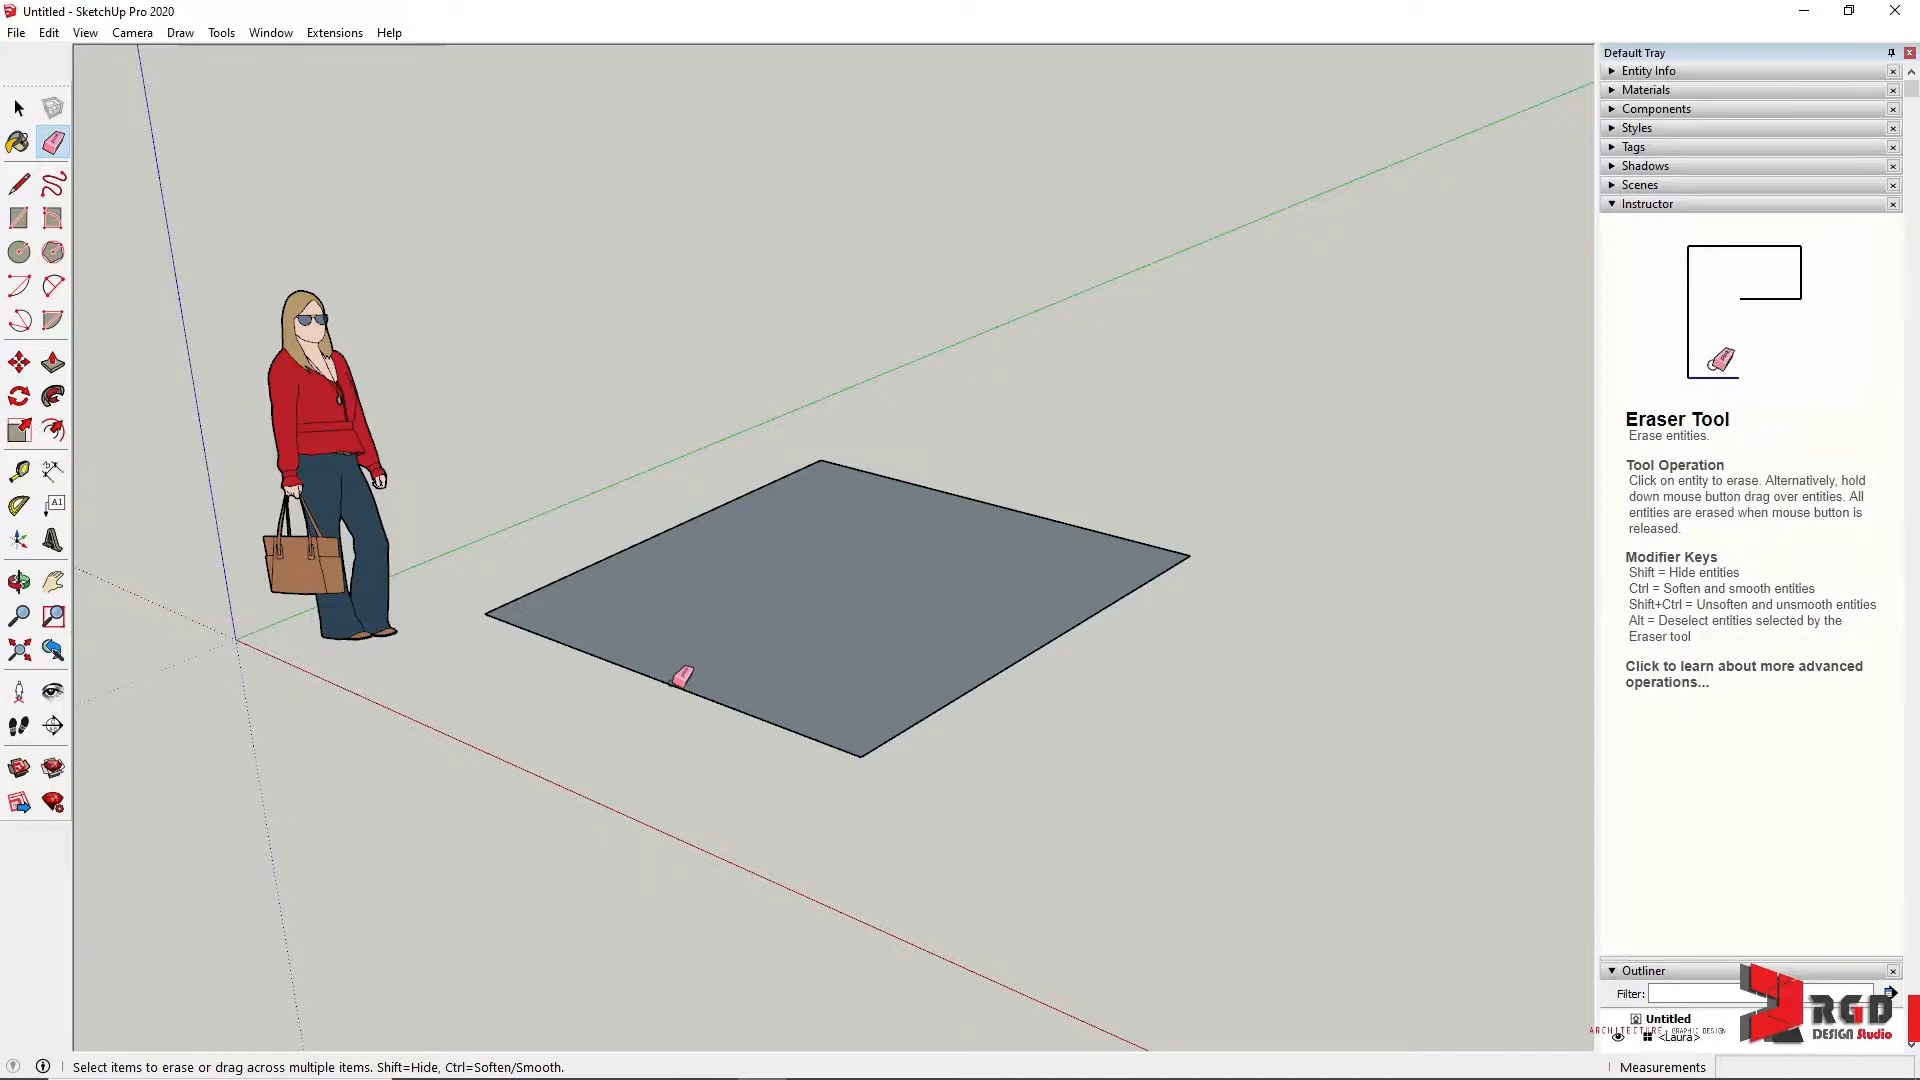 Untitled - SketchUp Pro 2020
File Edit View Camera Draw Tools Window Extensions Help
Default Tray
Entity Info
Materials
Components
Styles
Tags
Shadows
Scenes
Instructor
Eraser Tool
Erase entities.
Tool Operation
Click on entity to erase. Alternatively, hold
down mouse button drag over entities. All
entities are erased when mouse button is
released.
Modifier Keys
Shift = Hide entities
Ctrl = Soften and smooth entities
Shift+Ctrl = Unsoften and unsmooth entities
Alt = Deselect entities selected by the
Eraser tool
Click to learn about more advanced
operations...
Outliner
Filter:
Untitled
<Laura>
RGD
ARCHITECTURE + GRAPHIC DESIGN
DESIGN Studio
Select items to erase or drag across multiple items. Shift=Hide, Ctrl=Soften/Smooth.
Measurements